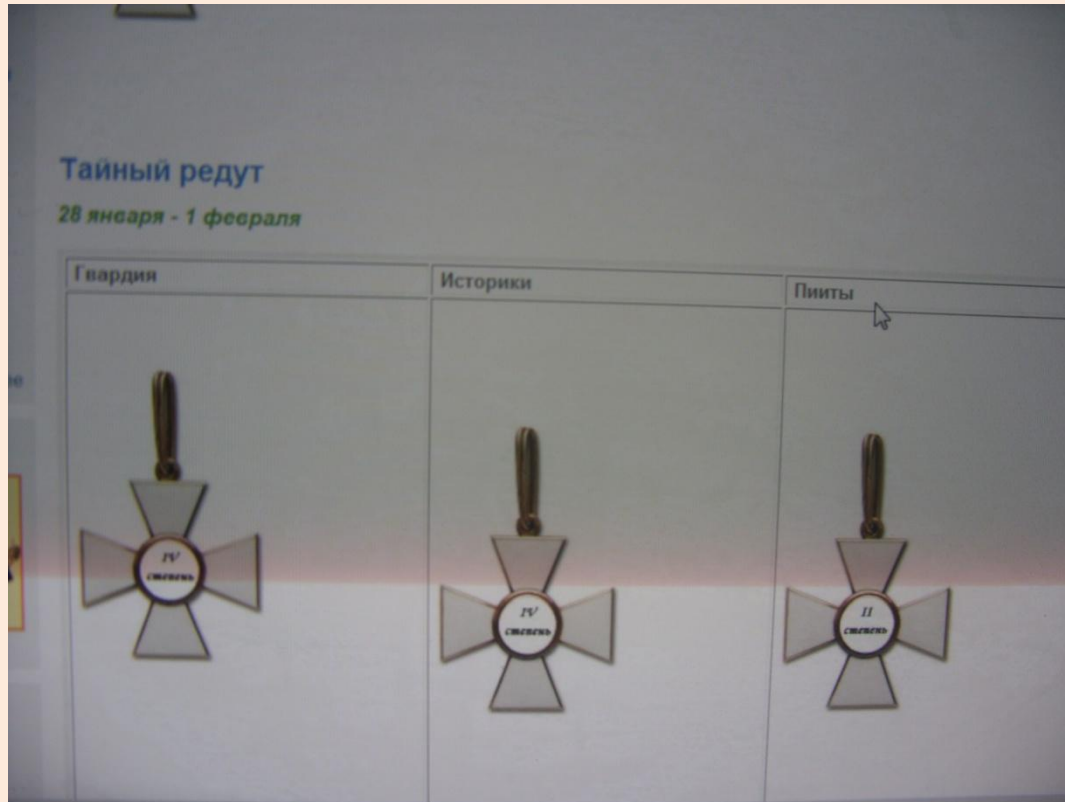 Тайный редут
28 января - 1 февраля
Гвардия
Историки
Пииты
IV
степень
IV
степень
II
степень